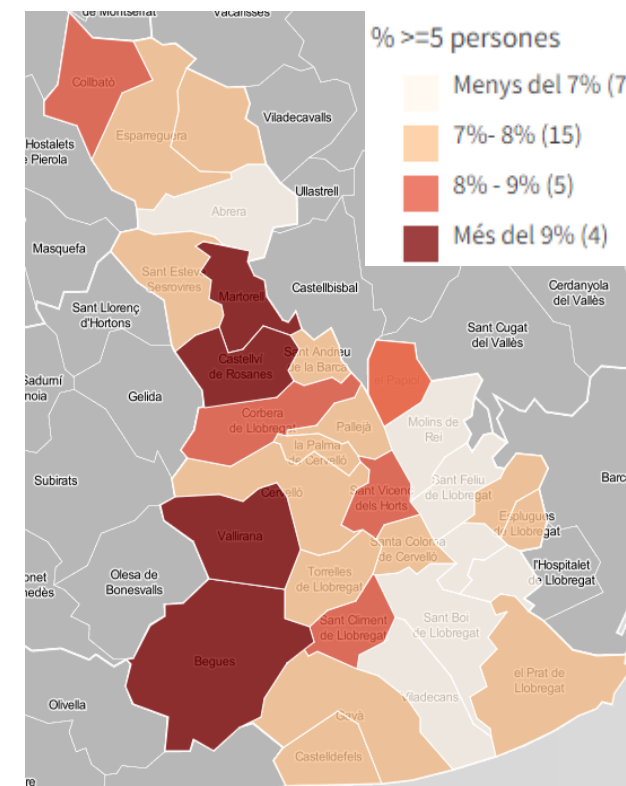 de Montserrat
Vacarisses
% >=5 persones
Menys del 7% (7
7%- 8% (15)
8% - 9% (5)
Més del 9% (4)
Collbató
Viladecavalls
Esparreguera
Hostalets
Pierola
Ullastrell
Abrera
Masquefa
Sant Estev
Sesrovires
Castellbisbal
Cerdanyola
del Vallès
Martorell
Sant Llorenç
d'Hortons
Sant Cugat
del Vallès
Sant Andreu
de la Barca
Castellví
de Rosanes
el Papiol
Sadurní
noia
Gelida
Corbera
de Llobregat
Pallejà
Molins de
Rei
la Palma
de Cervelló
Subirats
Cervelló
Sant Vicenç
dels Horts
Sant Feliu
de Llobregat
Barc
Esplugues
de Llobregat
Vallirana
Santa Coloma
de Cervelló
l'Hospitalet
de Llobregat
onet
nedès
Olesa de
Bonesvalls
Torrelles
de Llobregat
Sant Climent
de Llobregat
Sant Boi
de Llobregat
Begues
el Prat de
Llobregat
Olivella
Viladecans
Gavà
Castelldefels
re